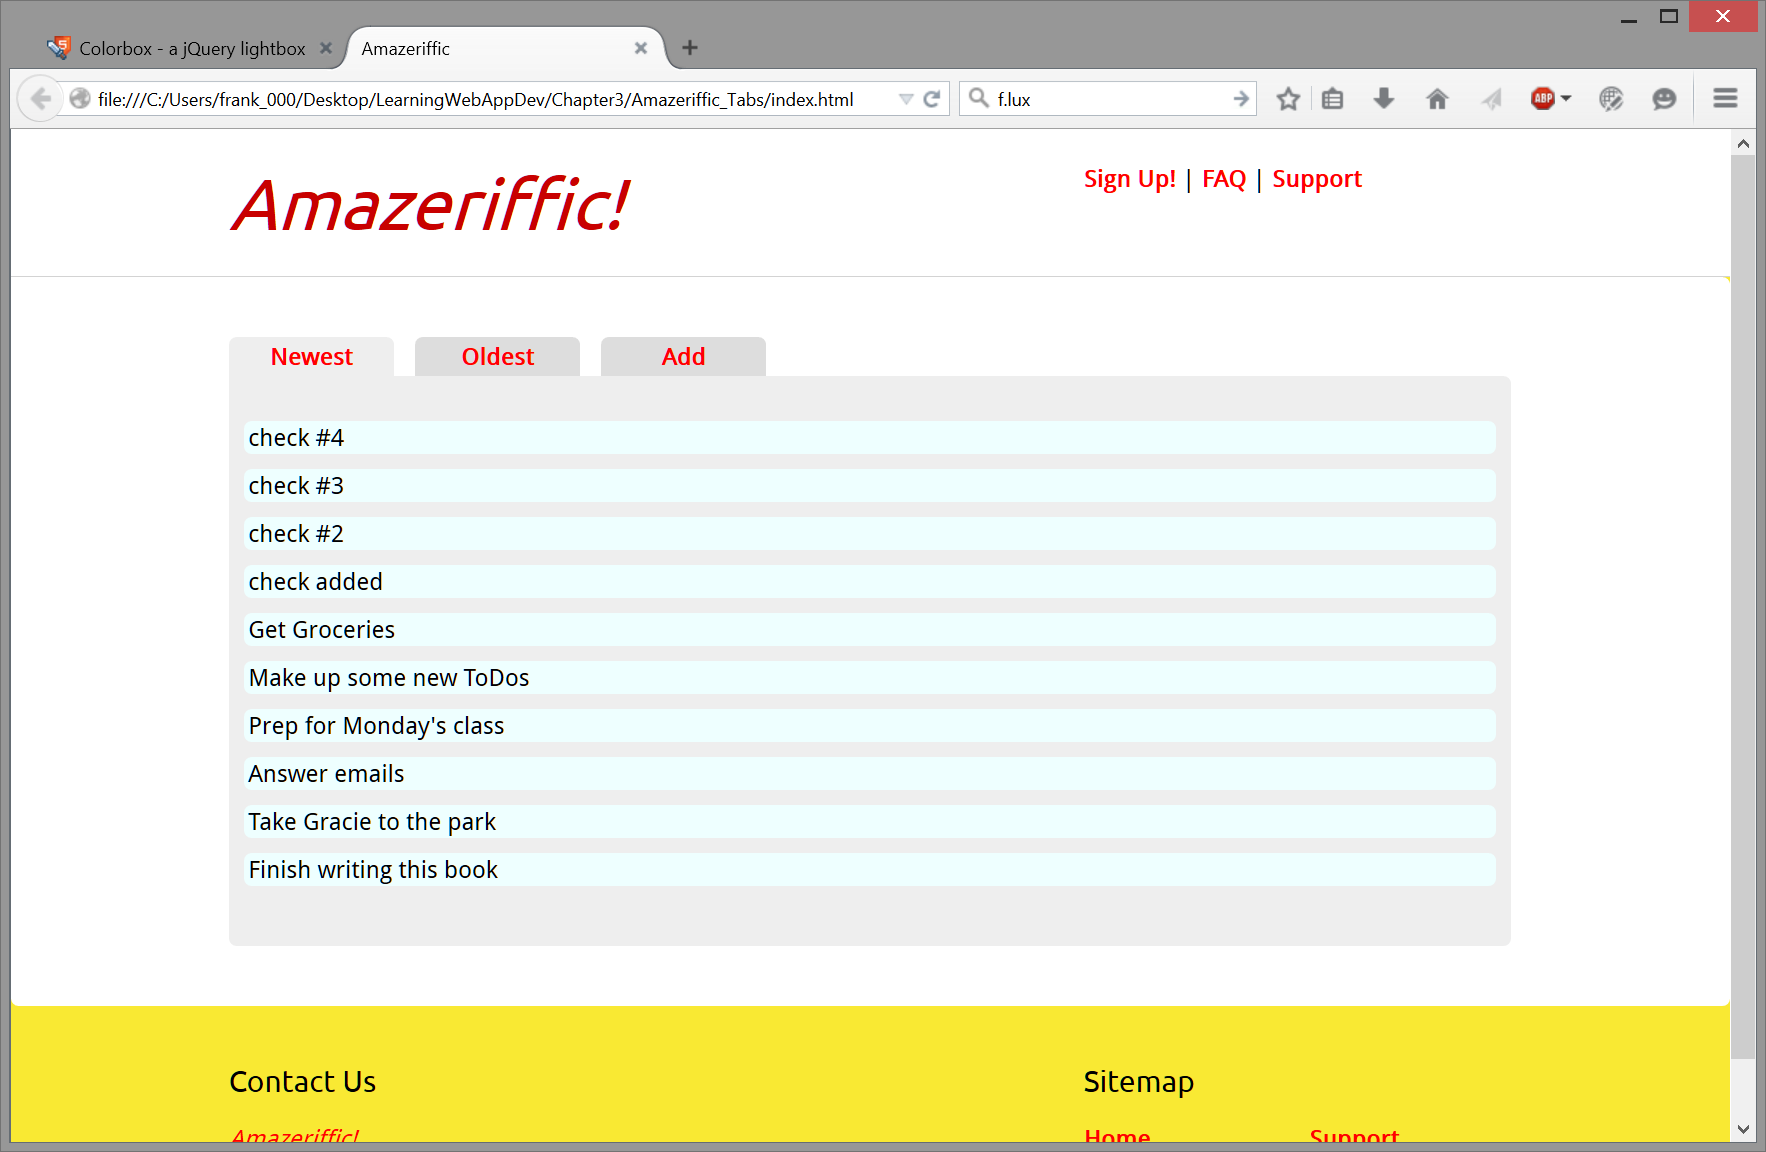 Colorbox - a jQuery lightbox
Amazeriffic
file:///C:/Users/frank_000/Desktop/LearningWebAppDev/Chapter3/Amazeriffic_Tabs/index.html
f.lux
ABP
Amazeriffic!
Sign Up! | FAQ | Support
Newest
Oldest
Add
check #4
check #3
check #2
check added
Get Groceries
Make up some new ToDos
Prep for Monday's class
Answer emails
Take Gracie to the park
Finish writing this book
Contact Us
Sitemap
Amazeriffic!
Home
Support